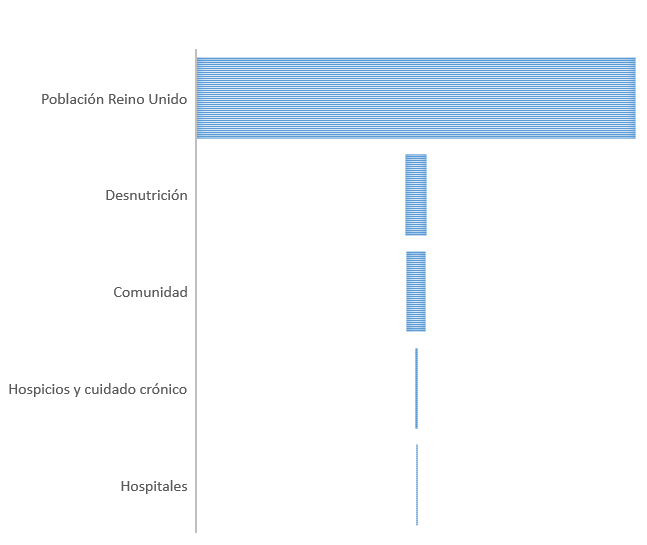 Población Reino Unido
Desnutrición
Comunidad
Hospicios y cuidado crónico
Hospitales